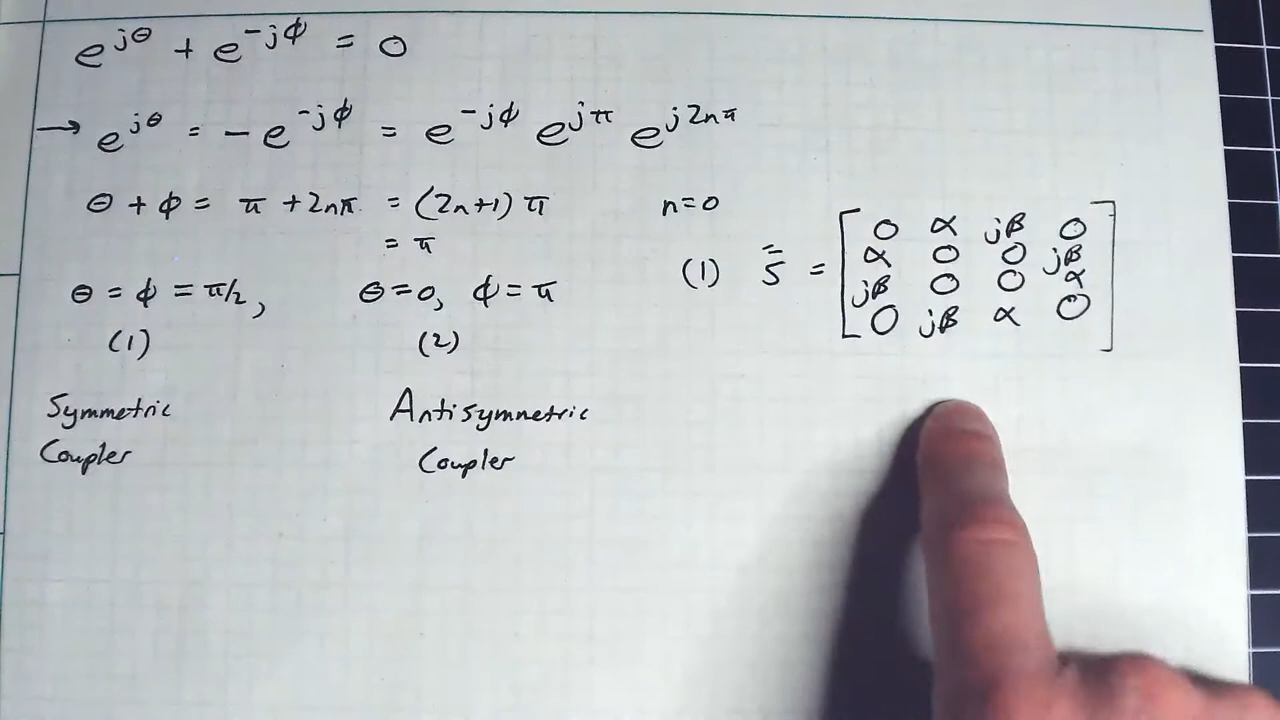 e^{jθ} + e^{-jϕ} = 0
→ e^{jθ} = -e^{-jϕ} = e^{-jϕ} e^{jπ} e^{j2nπ}
θ + ϕ = π + 2nπ = (2n+1)π n=0
= π
θ = ϕ = π/2, θ=0, ϕ=π
(1) (2)
Symmetric Antisymmetric
Coupler Coupler
(1) S̿ = [0 α jβ 0
α 0 0 jβ
jβ 0 0 α
0 jβ α 0]